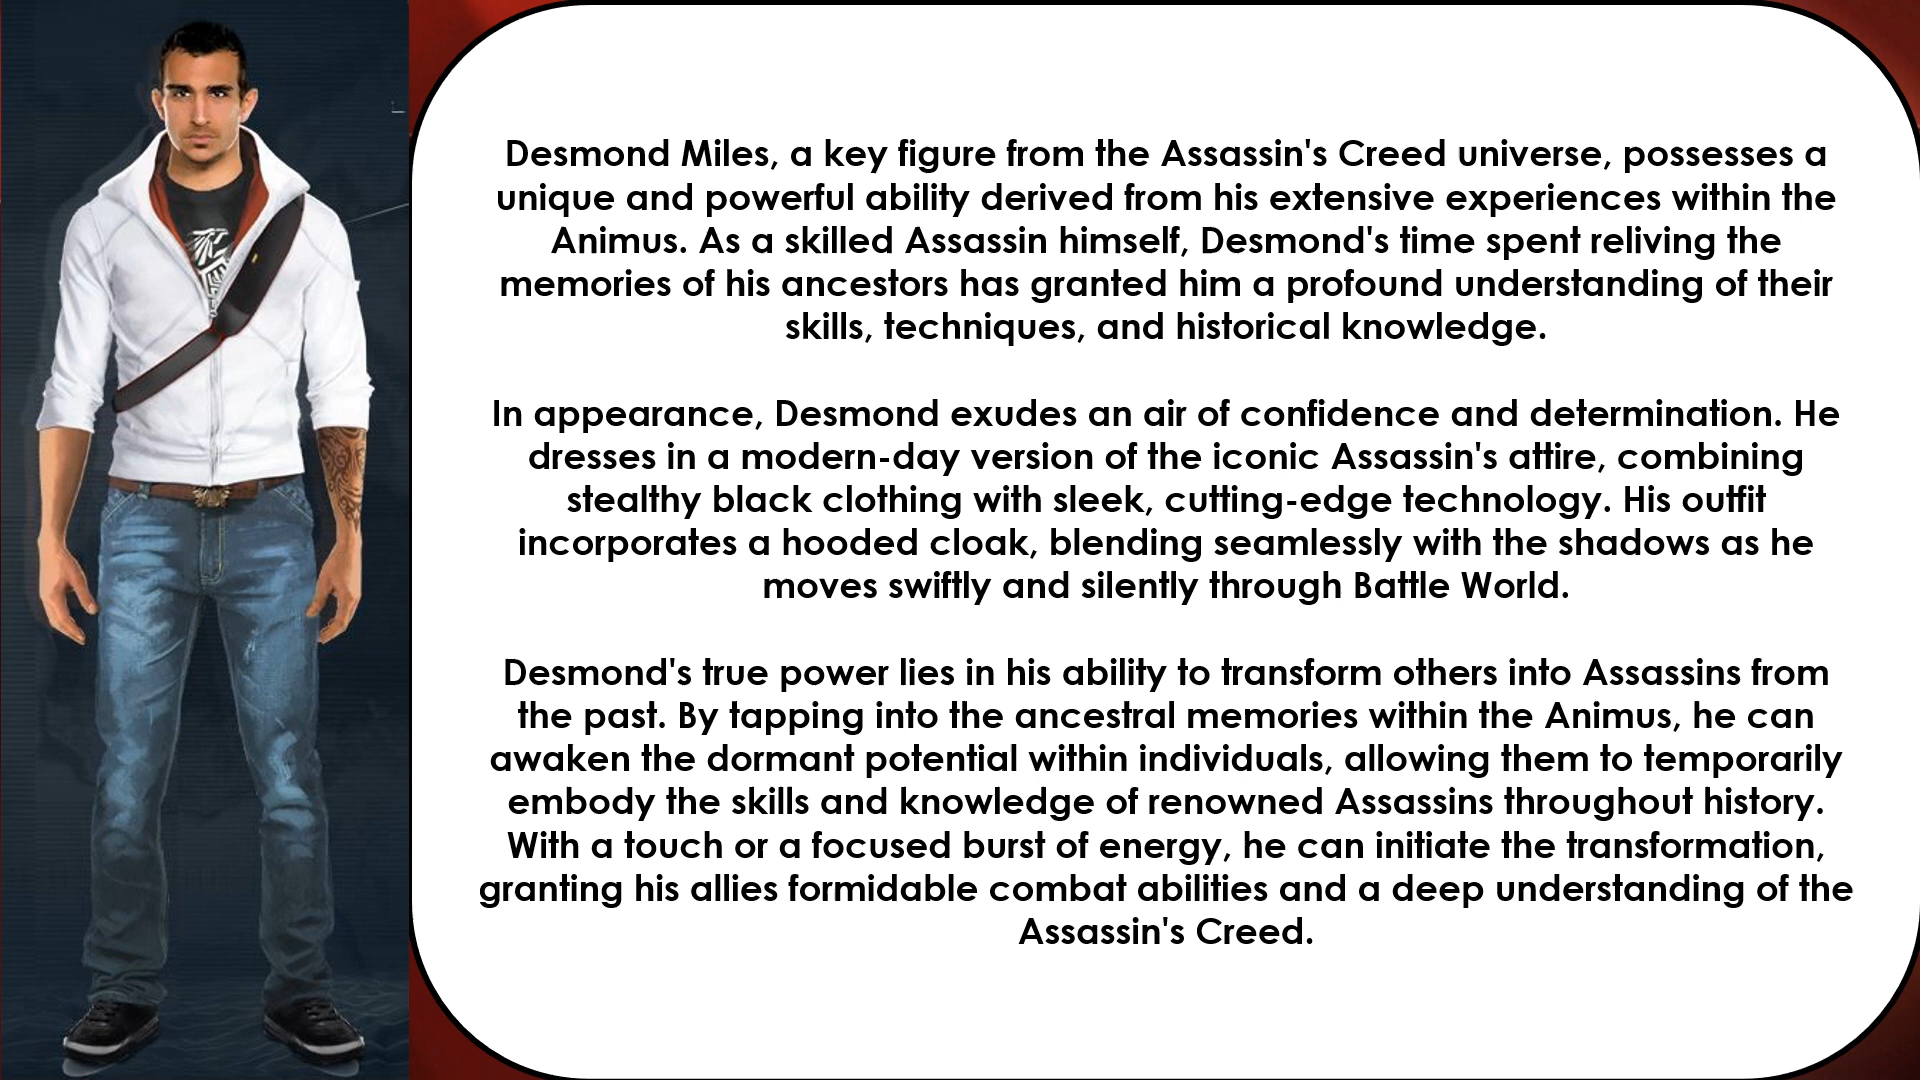 Desmond Miles, a key figure from the Assassin's Creed universe, possesses a
unique and powerful ability derived from his extensive experiences within the
Animus. As a skilled Assassin himself, Desmond's time spent reliving the
memories of his ancestors has granted him a profound understanding of their
skills, techniques, and historical knowledge.
In appearance, Desmond exudes an air of confidence and determination. He
dresses in a modern-day version of the iconic Assassin's attire, combining
stealthy black clothing with sleek, cutting-edge technology. His outfit
incorporates a hooded cloak, blending seamlessly with the shadows as he
moves swiftly and silently through Battle World.
Desmond's true power lies in his ability to transform others into Assassins from
the past. By tapping into the ancestral memories within the Animus, he can
awaken the dormant potential within individuals, allowing them to temporarily
embody the skills and knowledge of renowned Assassins throughout history.
With a touch or a focused burst of energy, he can initiate the transformation,
granting his allies formidable combat abilities and a deep understanding of the
Assassin's Creed.